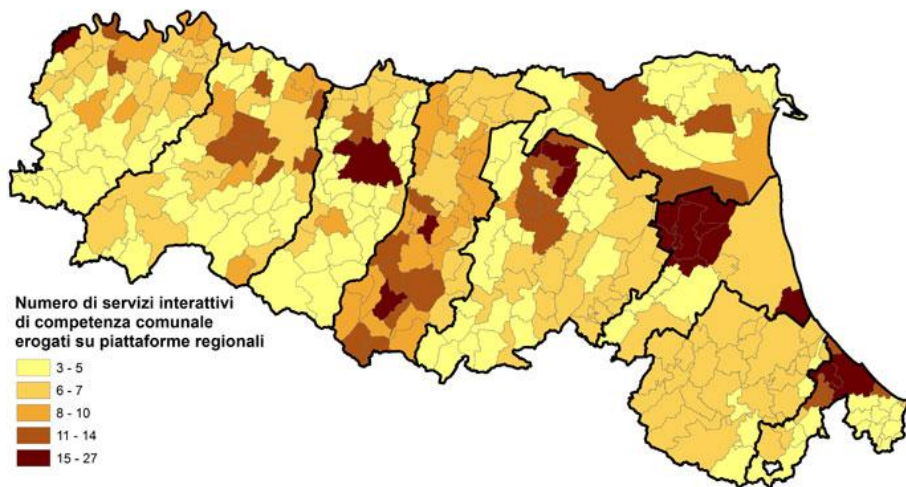 Numero di servizi interattivi
di competenza comunale
erogati su piattaforme regionali
3 - 5
6 - 7
8 - 10
11 - 14
15 - 27